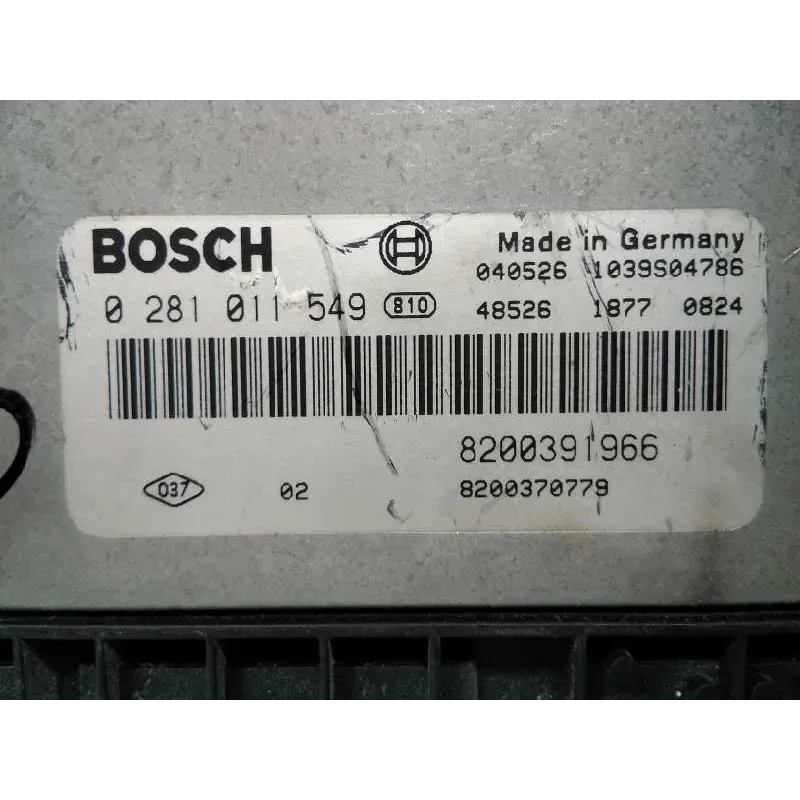 BOSCH
Made in Germany
040526 1039S04786
0 281 011 549 810
48526 1877 0824
8200391966
037 02 8200370779